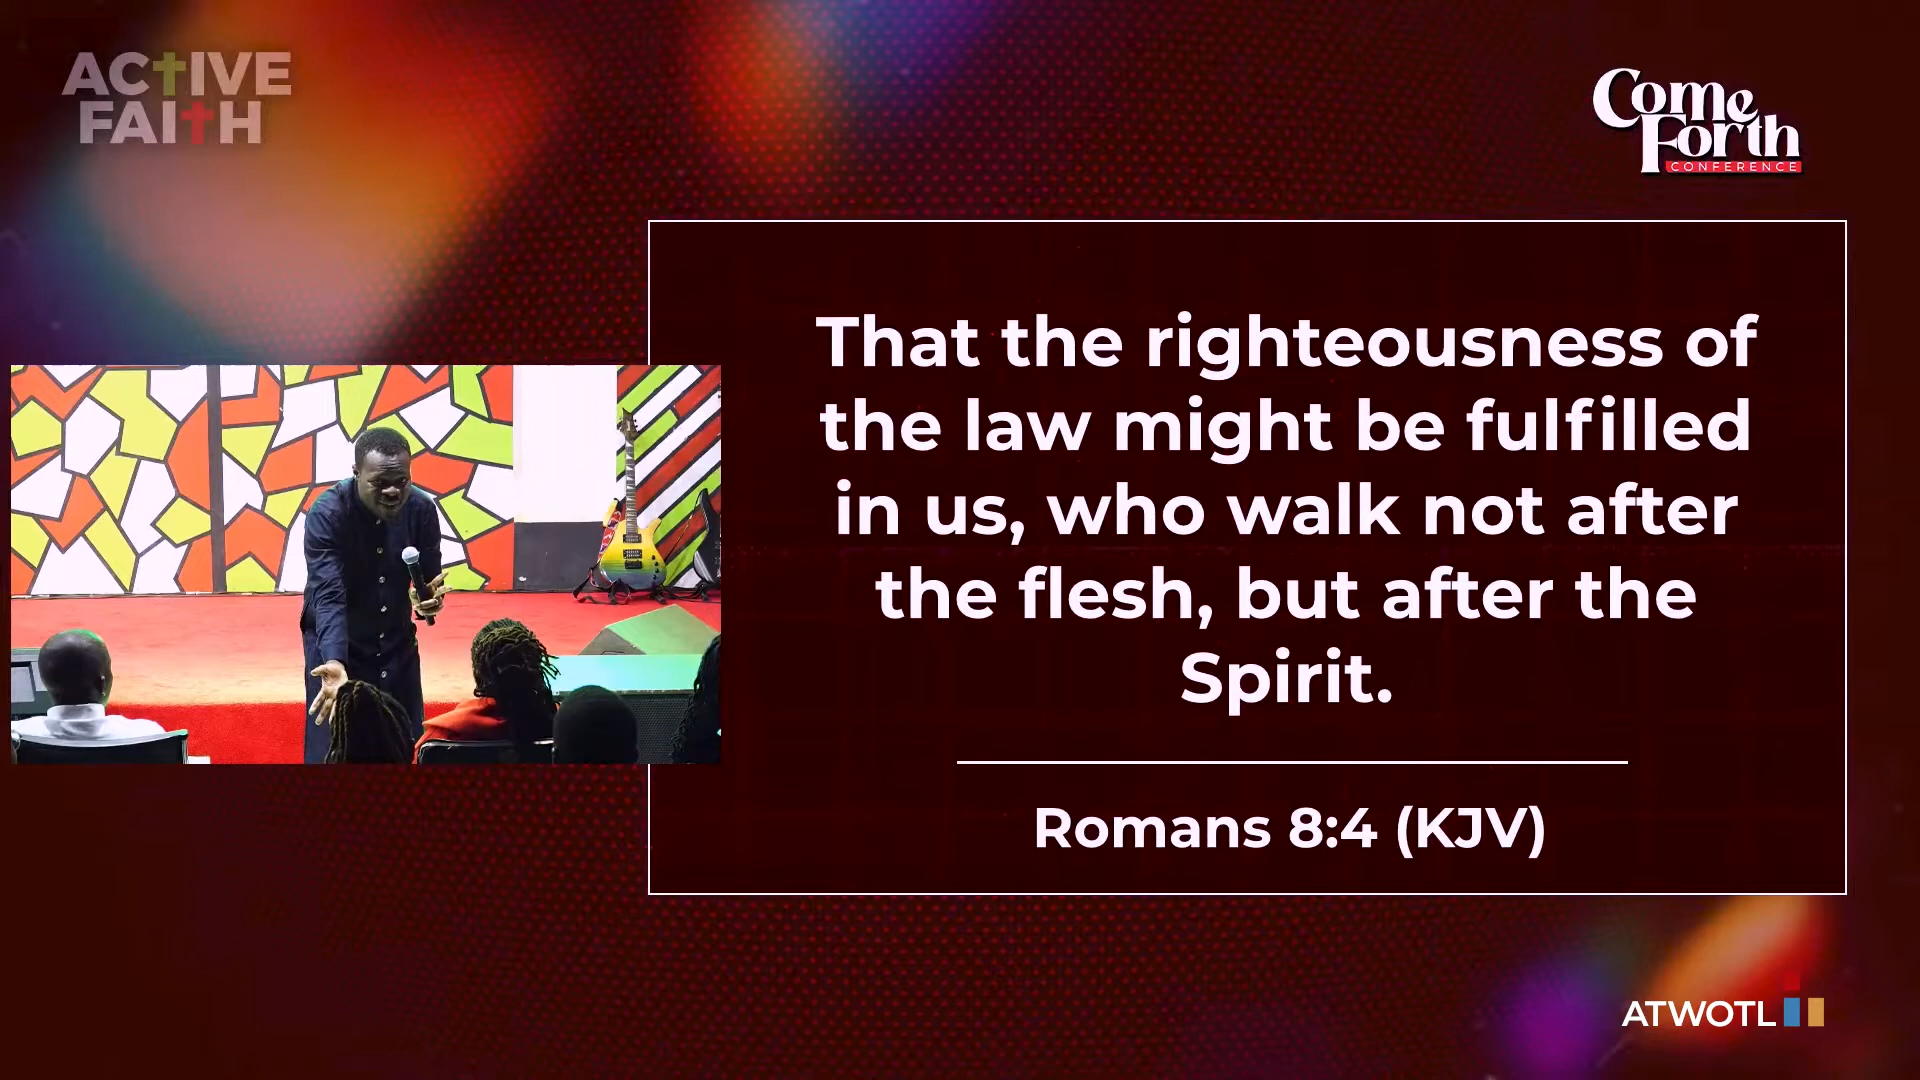 ACTIVE
FAITH
Come
Forth
CONFERENCE
That the righteousness of
the law might be fulfilled
in us, who walk not after
the flesh, but after the
Spirit.
Romans 8:4 (KJV)
ATWOTL